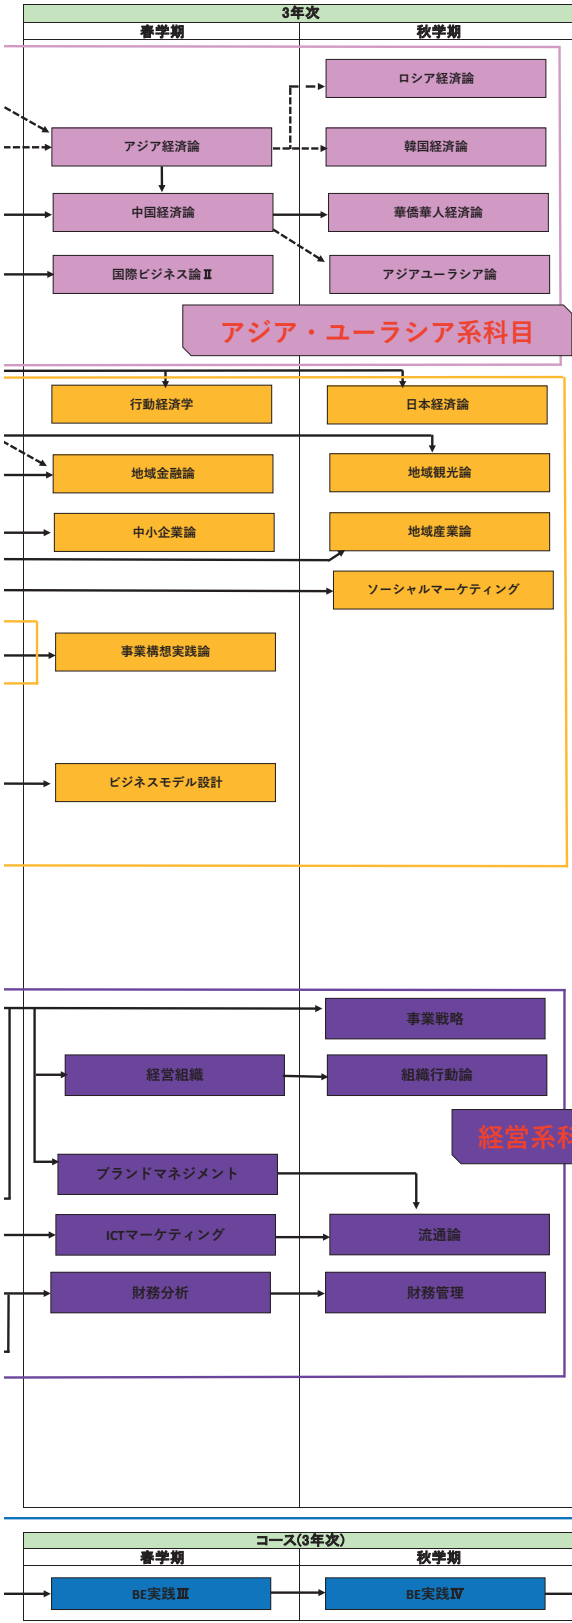 3年次
春学期
秋学期
ロシア経済論
アジア経済論
韓国経済論
中国経済論
華僑華人経済論
国際ビジネス論Ⅱ
アジアユーラシア論
アジア・ユーラシア系科目
行動経済学
日本経済論
地域金融論
地域観光論
中小企業論
地域産業論
ソーシャルマーケティング
事業構想実践論
ビジネスモデル設計
事業戦略
経営組織
組織行動論
経営系科
ブランドマネジメント
ICTマーケティング
流通論
財務分析
財務管理
コース(3年次)
春学期
秋学期
BE実践Ⅲ
BE実践Ⅳ